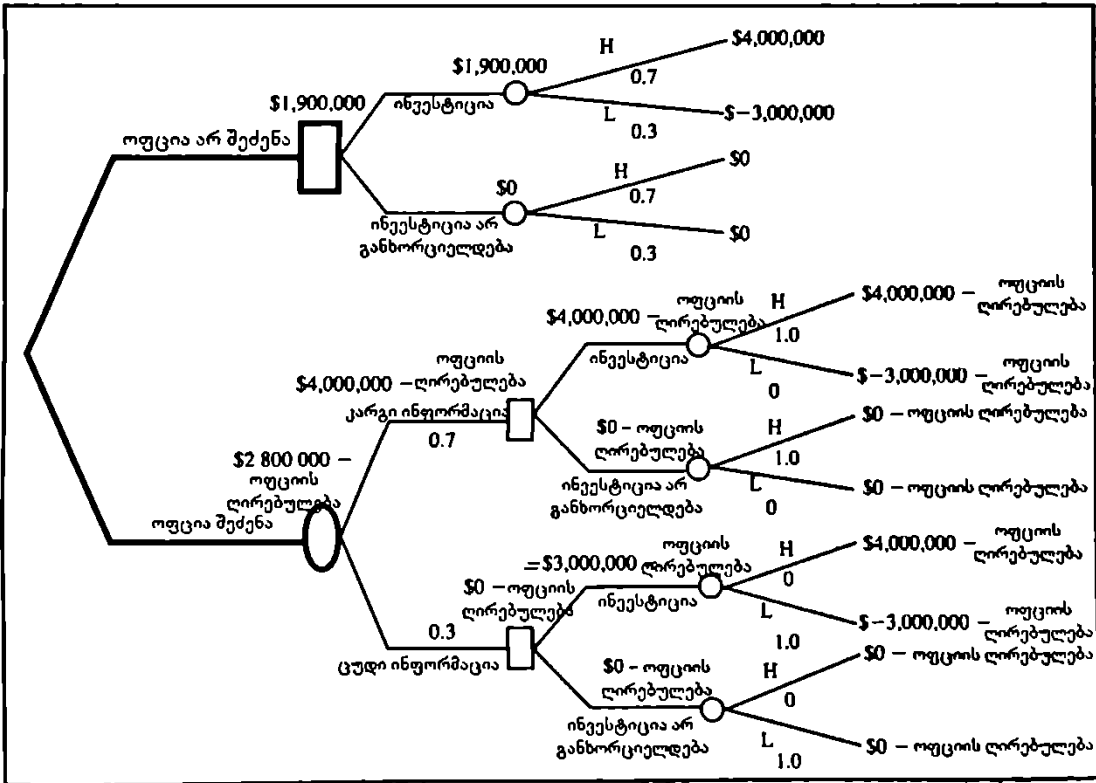 H
$4,000,000
$1,900,000
0.7
$1,900,000
ინვესტიცია
L
$−3,000,000
ოფცია არ შეძენა
0.3
H
$0
$0
0.7
ინვესტიცია არ
განხორციელდება
L
$0
0.3
ოფციის
$4,000,000 − ღირებულება
H
$4,000,000 − ოფციის
ღირებულება
1.0
ინვესტიცია
L
$−3,000,000 − ოფციის
ღირებულება
0
ოფციის
$4,000,000 − ღირებულება
კარგი ინფორმაცია
0.7
$0 − ოფციის
ღირებულება
H
$0 − ოფციის ღირებულება
1.0
ინვესტიცია არ
განხორციელდება
L
$0 − ოფციის ღირებულება
0
$2 800 000 −
ოფციის
ღირებულება
ოფცია შეძენა
ოფციის
=$3,000,000 ღირებულება
H
$4,000,000 − ოფციის
ღირებულება
0
ინვესტიცია
L
$−3,000,000 − ოფციის
ღირებულება
1.0
$0 − ოფციის
ღირებულება
0.3
ცუდი ინფორმაცია
$0 − ოფციის
ღირებულება
H
$0 − ოფციის ღირებულება
0
ინვესტიცია არ
განხორციელდება
L
$0 − ოფციის ღირებულება
1.0